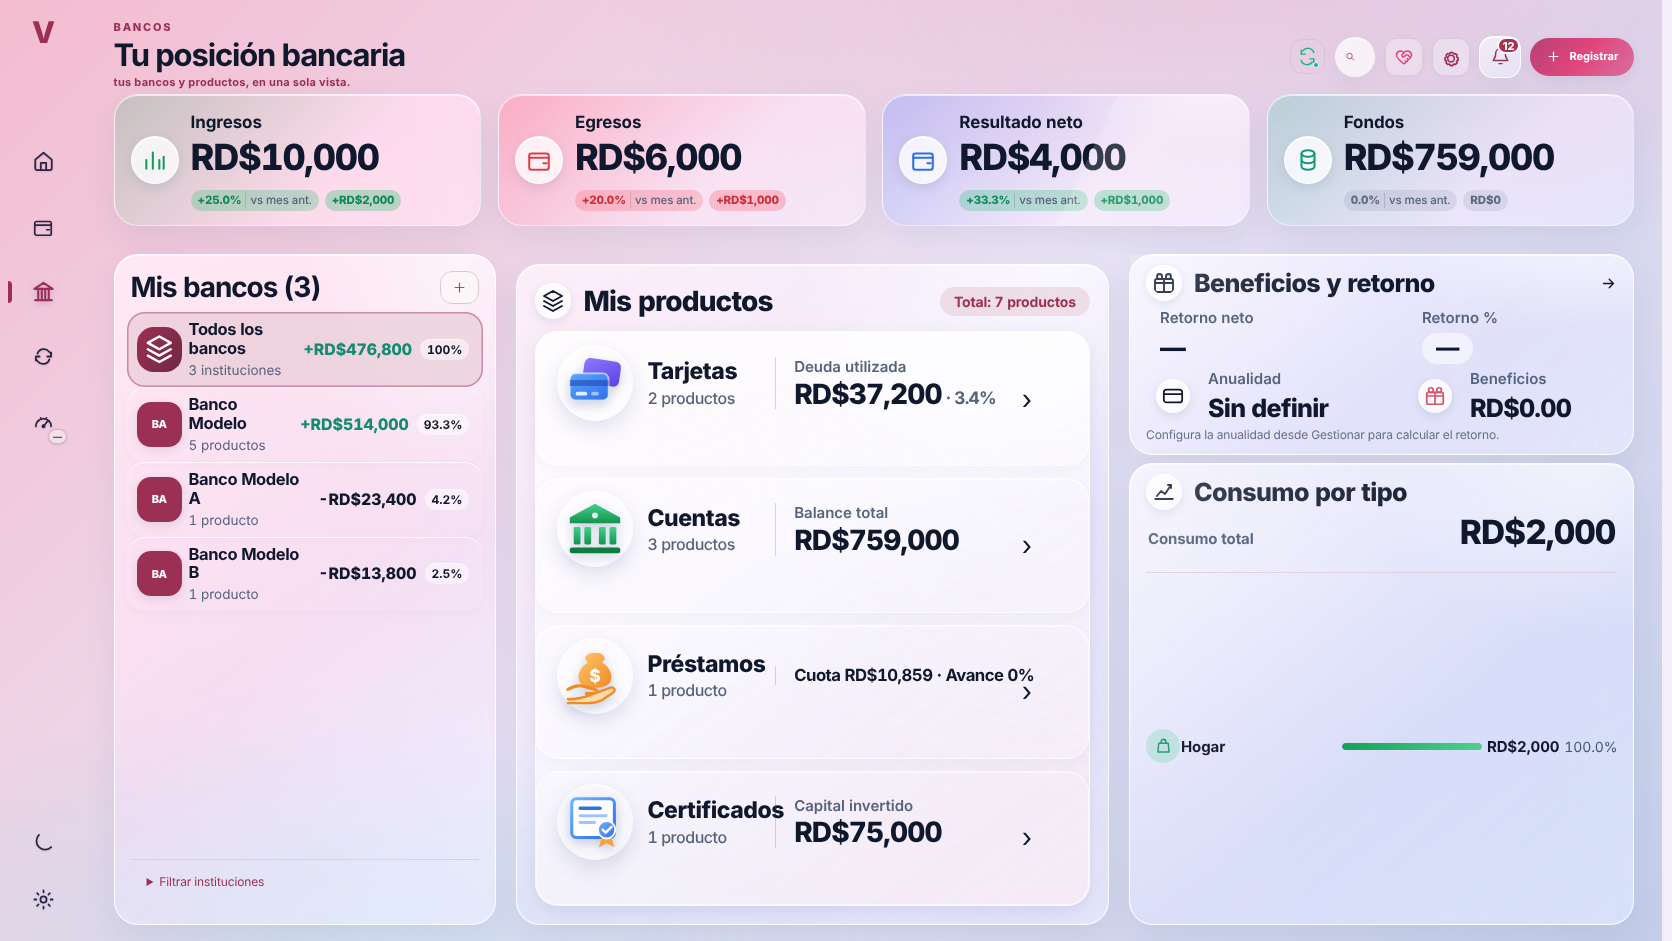 V
BANCOS
Tu posición bancaria
tus bancos y productos, en una sola vista.
12
Registrar
Ingresos
RD$10,000
+25.0% vs mes ant. +RD$2,000
Egresos
RD$6,000
+20.0% vs mes ant. +RD$1,000
Resultado neto
RD$4,000
+33.3% vs mes ant. +RD$1,000
Fondos
RD$759,000
0.0% vs mes ant. RD$0
Mis bancos (3)
Todos los
bancos
3 instituciones
+RD$476,800 100%
BA
Banco
Modelo
5 productos
+RD$514,000 93.3%
BA
Banco Modelo
A
1 producto
-RD$23,400 4.2%
BA
Banco Modelo
B
1 producto
-RD$13,800 2.5%
Filtrar instituciones
Mis productos
Total: 7 productos
Tarjetas
2 productos
Deuda utilizada
RD$37,200 · 3.4%
Cuentas
3 productos
Balance total
RD$759,000
Préstamos
1 producto
Cuota RD$10,859 · Avance 0%
Certificados
1 producto
Capital invertido
RD$75,000
Beneficios y retorno
Retorno neto
—
Retorno %
—
Anualidad
Sin definir
Beneficios
RD$0.00
Configura la anualidad desde Gestionar para calcular el retorno.
Consumo por tipo
Consumo total
RD$2,000
Hogar
RD$2,000 100.0%